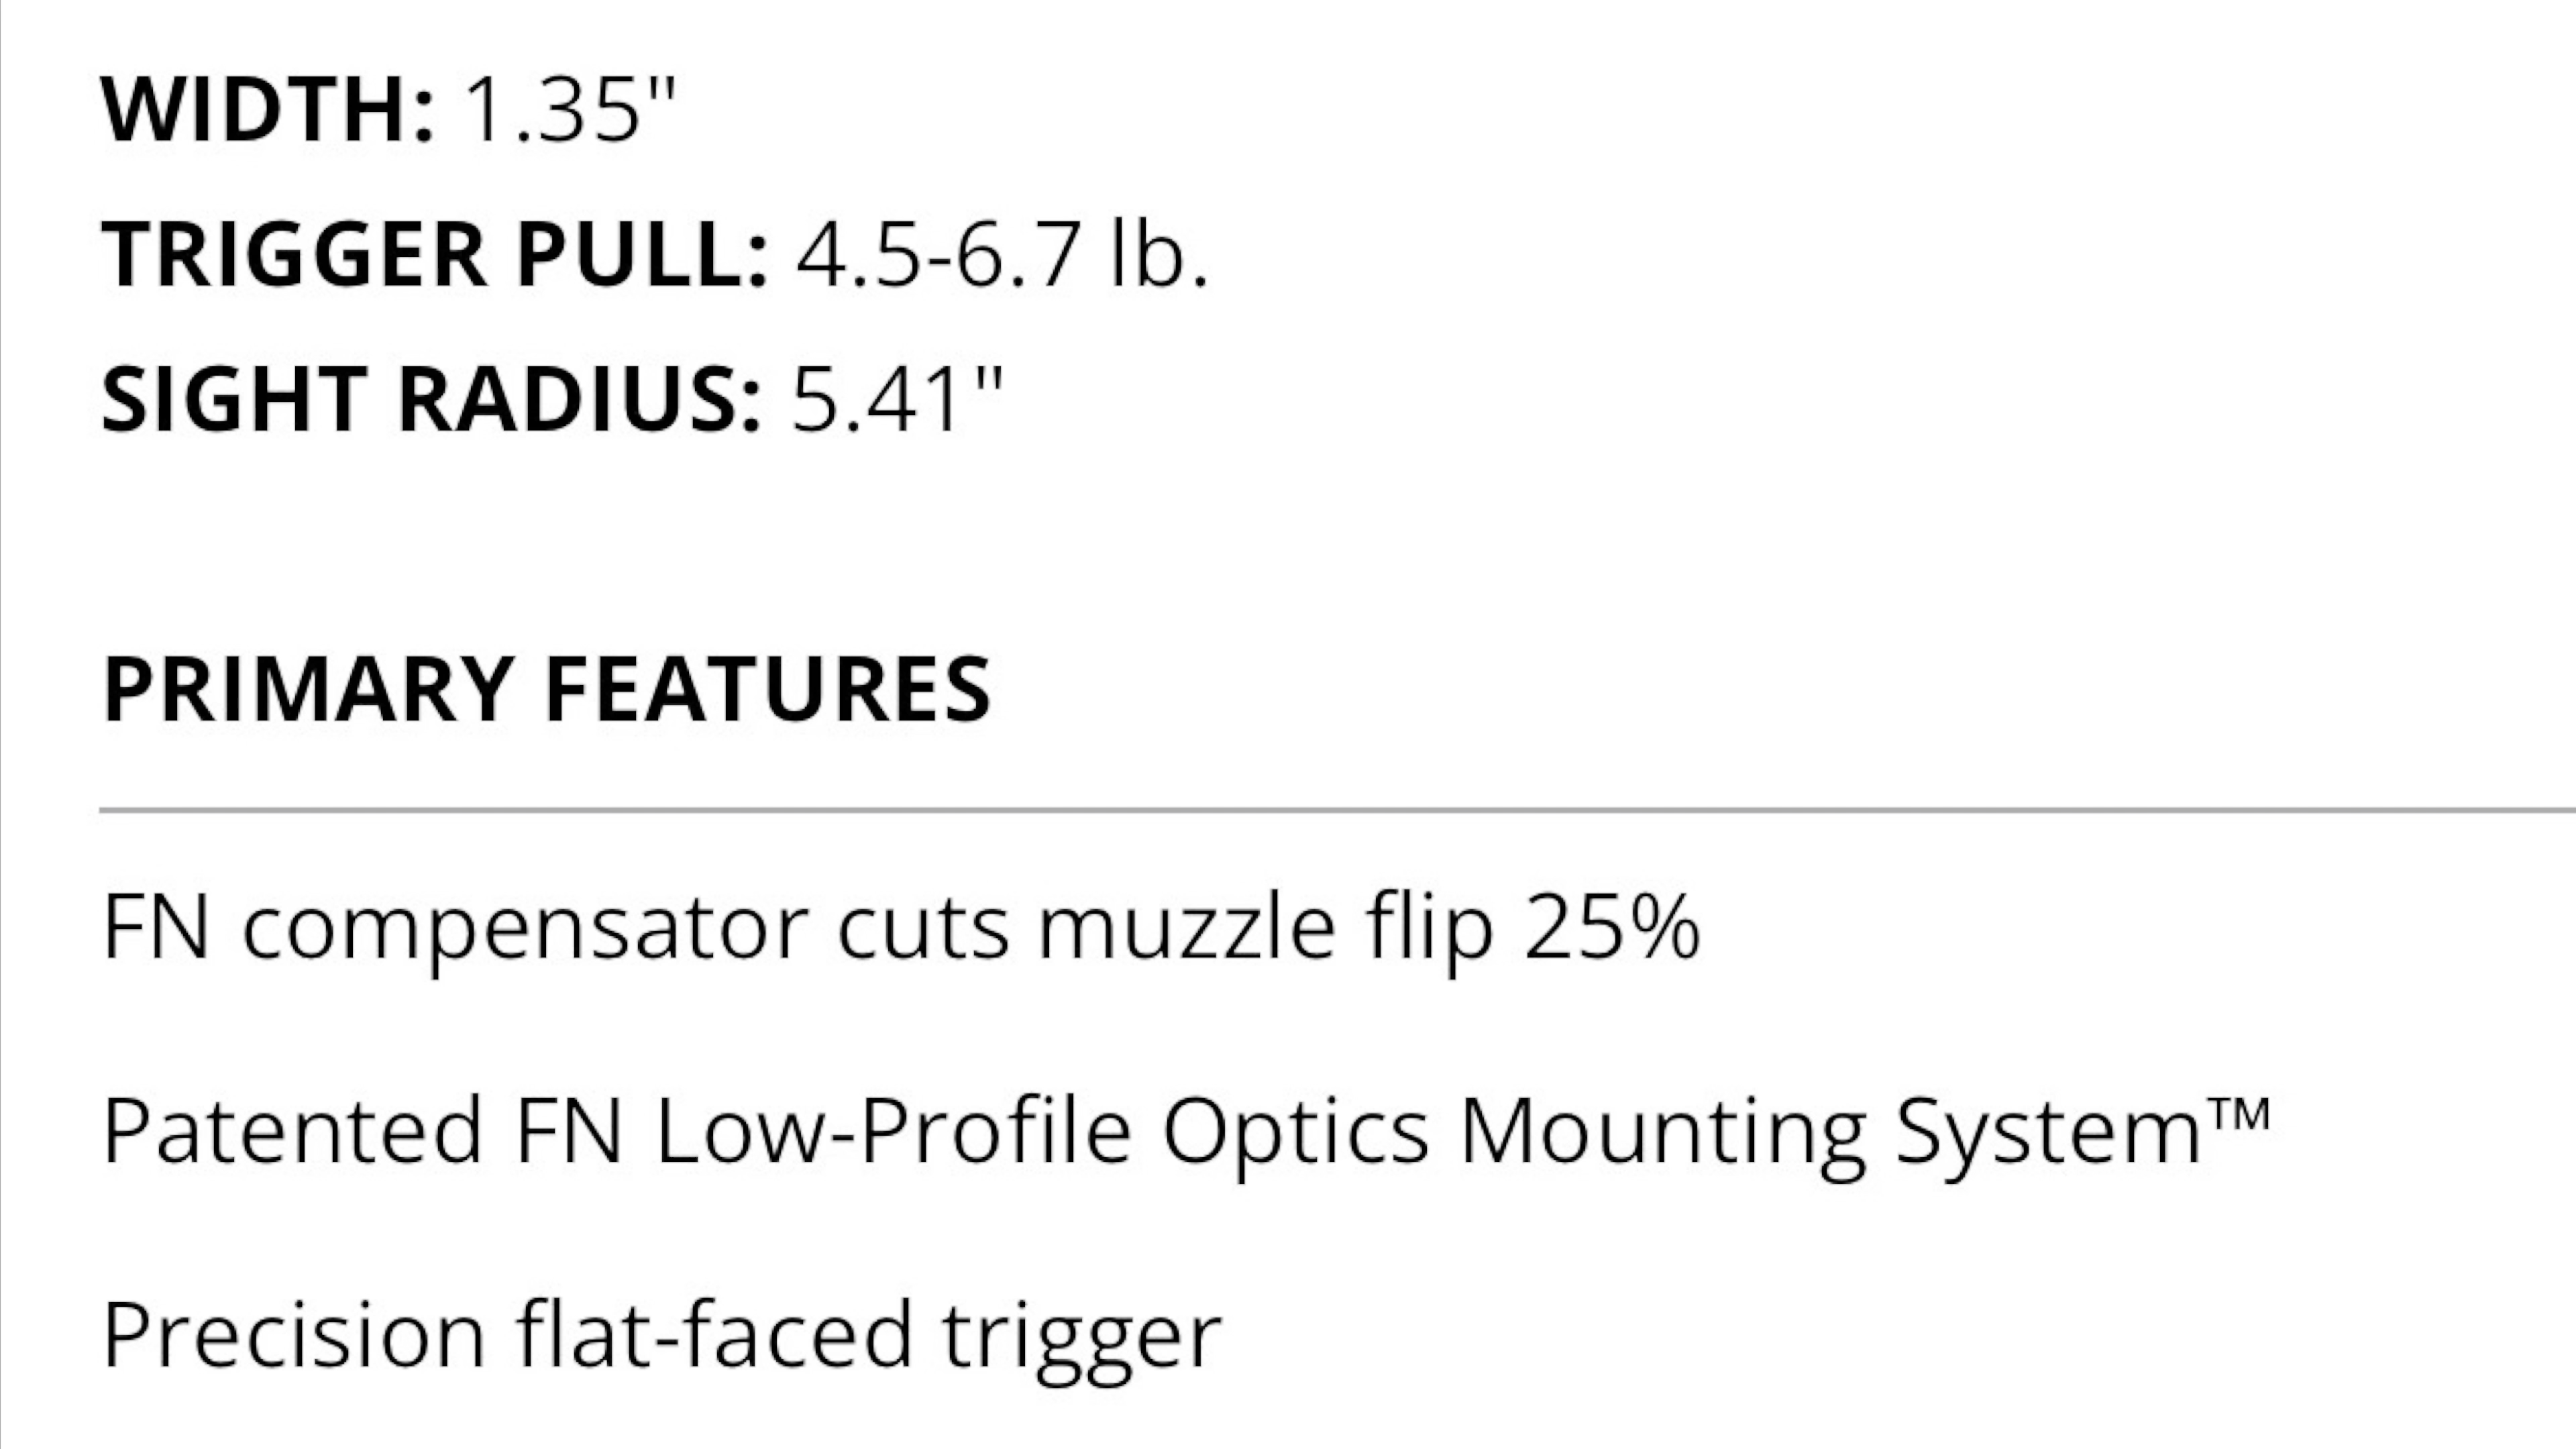 WIDTH: 1.35"
TRIGGER PULL: 4.5-6.7 lb.
SIGHT RADIUS: 5.41"
PRIMARY FEATURES
FN compensator cuts muzzle flip 25%
Patented FN Low-Profile Optics Mounting System™
Precision flat-faced trigger